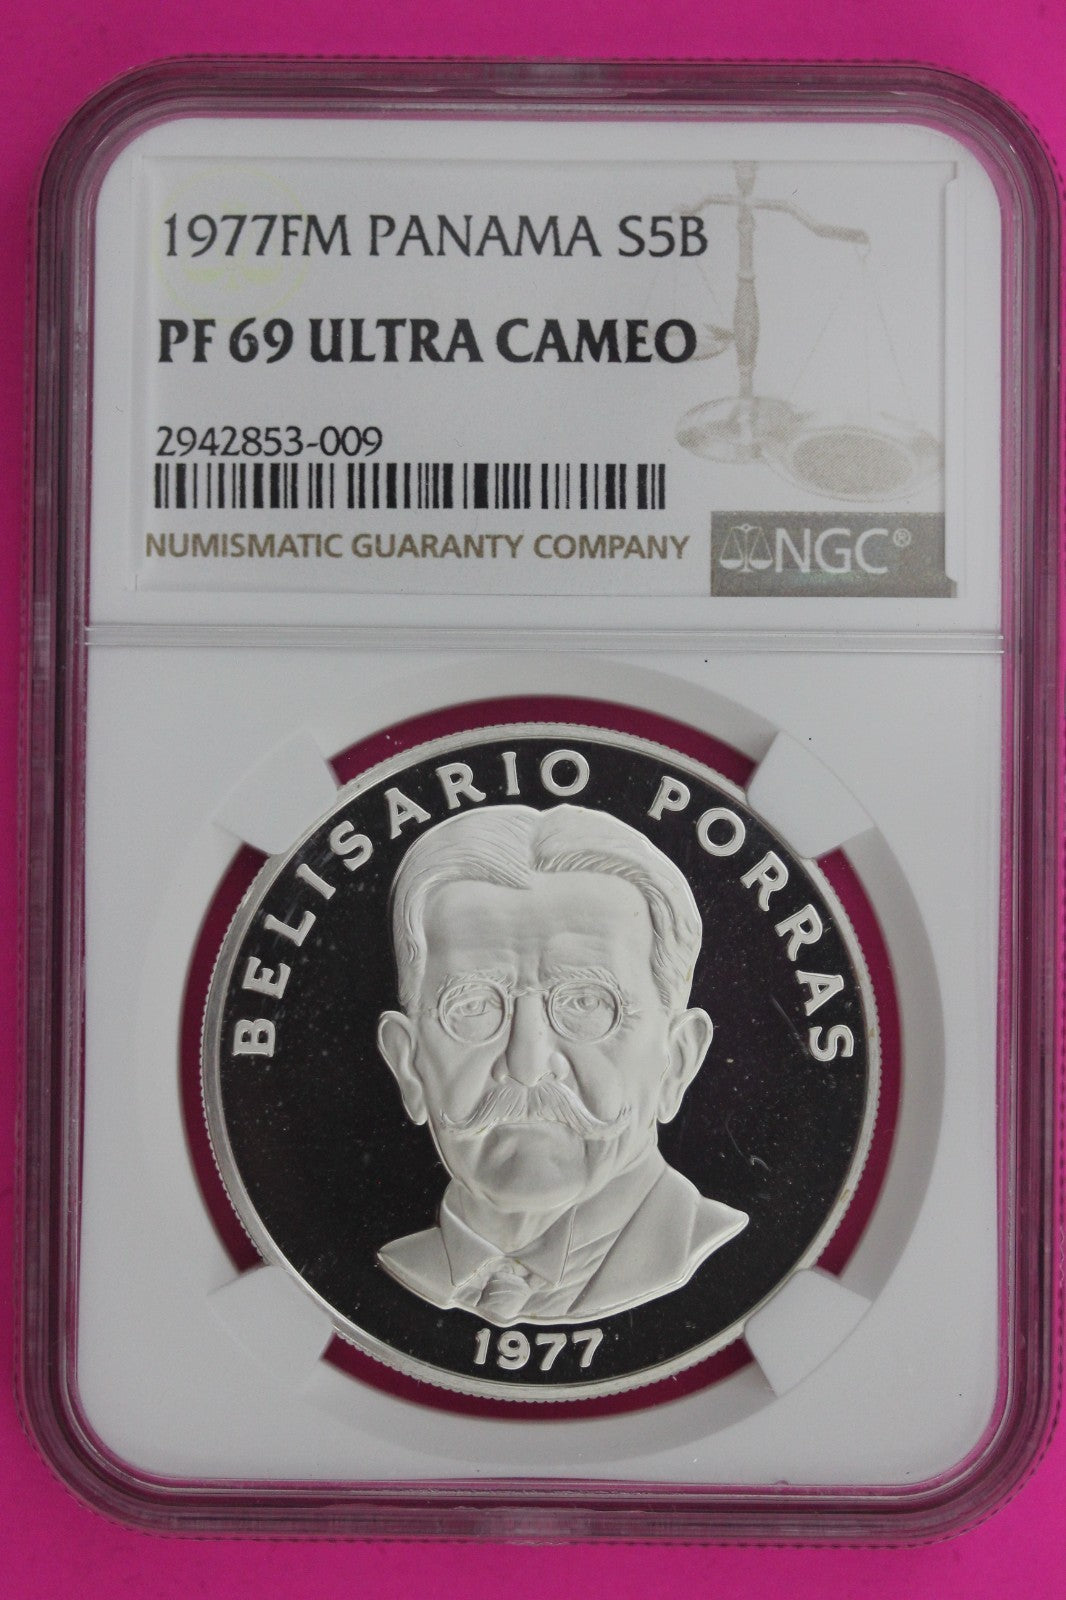 1977FM PANAMA S5B
PF 69 ULTRA CAMEO
2942853-009
NUMISMATIC GUARANTY COMPANY
NGC®
BELISARIO PORRAS
1977